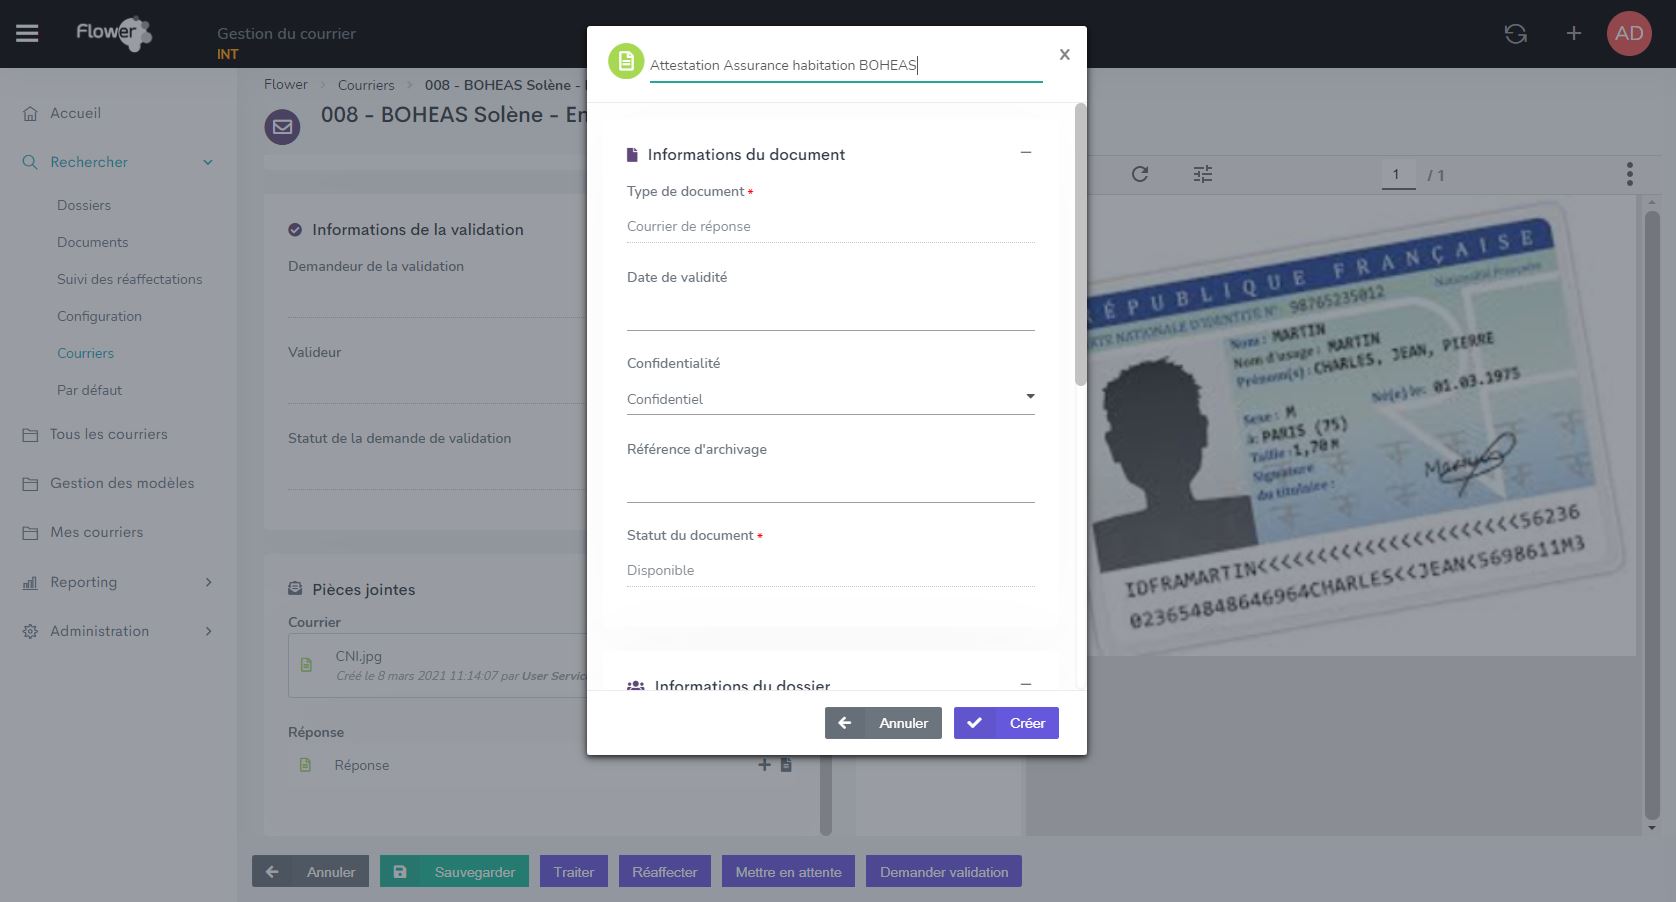 Flower
Gestion du courrier
INT
AD
Accueil
Rechercher
Dossiers
Documents
Suivi des réaffectations
Configuration
Courriers
Par défaut
Tous les courriers
Gestion des modèles
Mes courriers
Reporting
Administration
Flower > Courriers > 008 - BOHEAS Solène -
008 - BOHEAS Solène - En
Informations de la validation
Demandeur de la validation
Valideur
Statut de la demande de validation
Pièces jointes
Courrier
CNI.jpg
Créé le 8 mars 2021 11:14:07 par User Servic
Réponse
Réponse
Annuler
Sauvegarder
Traiter
Réaffecter
Mettre en attente
Demander validation
Attestation Assurance habitation BOHEAS
X
Informations du document
Type de document *
Courrier de réponse
Date de validité
Confidentialité
Confidentiel
Référence d'archivage
Statut du document *
Disponible
Informations du dossier
Annuler
Créer
1 / 1
RÉPUBLIQUE FRANÇAISE
NATIONALE D'IDENTITÉ N° 98765235012 Nationalité Française
Nom : MARTIN
Nom d'usage : MARTIN
Prénom(s) : CHARLES, JEAN, PIERRE
Né(e) le : 01.03.1975
Sexe : M
à : PARIS (75)
Taille : 1,70 M
Signature
du titulaire :
IDFRAMARTIN<<<<<<<<<<<<<<<<<<<<56236
023654848646964CHARLES<<JEAN<5698611M3